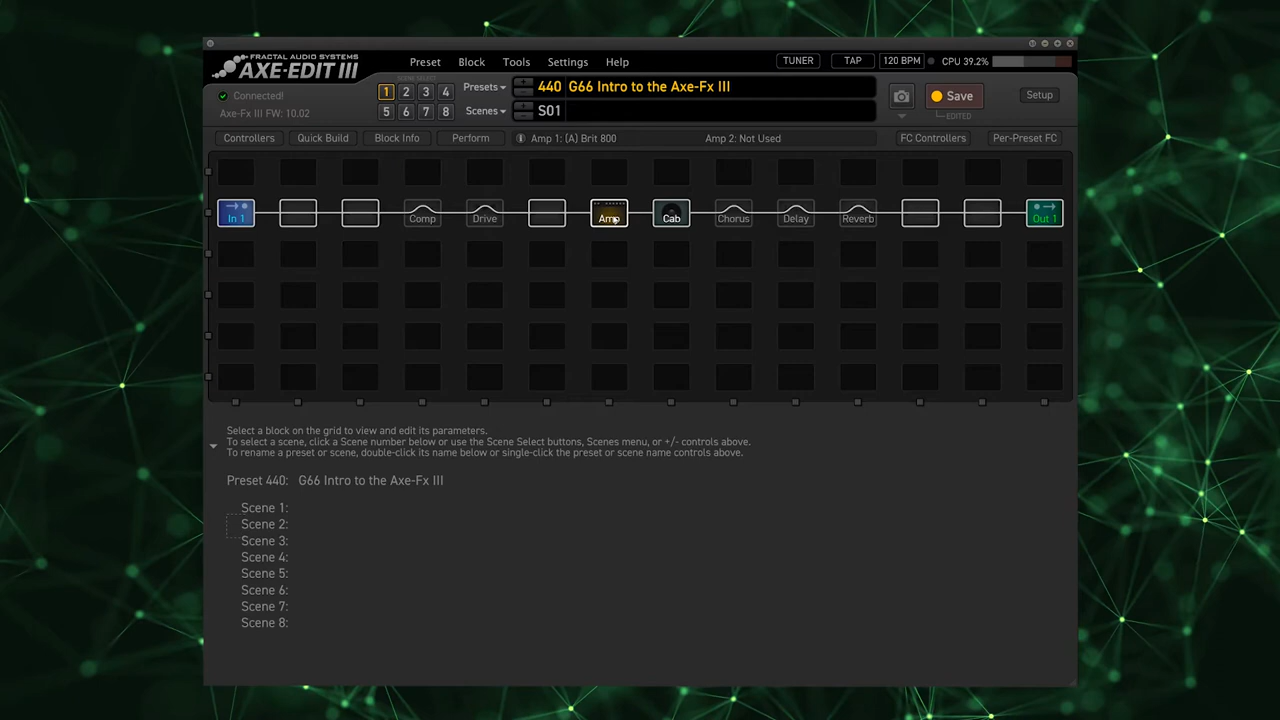 FRACTAL AUDIO SYSTEMS
AXE-EDIT III
Preset Block Tools Settings Help
TUNER TAP 120 BPM CPU 39.2%
SCENE SELECT
1 2 3 4
5 6 7 8
Presets 440 G66 Intro to the Axe-Fx III
Scenes S01
Save
EDITED
Setup
Connected!
Axe-Fx III FW: 10.02
Controllers Quick Build Block Info Perform Amp 1: (A) Brit 800 Amp 2: Not Used FC Controllers Per-Preset FC
In 1 Comp Drive Amp Cab Chorus Delay Reverb Out 1
Select a block on the grid to view and edit its parameters.
To select a scene, click a Scene number below or use the Scene Select buttons, Scenes menu, or +/- controls above.
To rename a preset or scene, double-click its name below or single-click the preset or scene name controls above.
Preset 440: G66 Intro to the Axe-Fx III
Scene 1:
Scene 2:
Scene 3:
Scene 4:
Scene 5:
Scene 6:
Scene 7:
Scene 8: